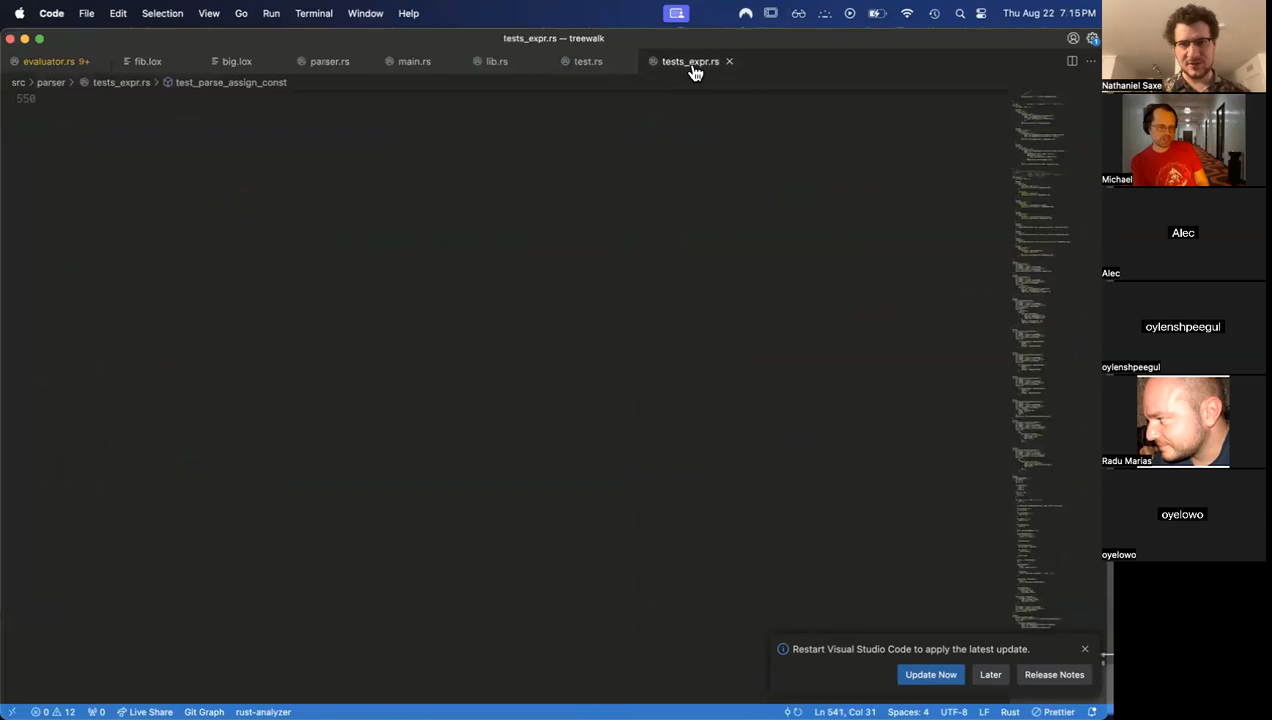 Code File Edit Selection View Go Run Terminal Window Help Thu Aug 22 7:15 PM
tests_expr.rs — treewalk
evaluator.rs 9+ fib.lox big.lox parser.rs main.rs lib.rs test.rs tests_expr.rs
src > parser > tests_expr.rs > test_parse_assign_const
550
Nathaniel Saxe
Michael
Alec
Alec
oylenshpeegul
oylenshpeegul
Radu Marias
oyelowo
oyelowo
Restart Visual Studio Code to apply the latest update.
Update Now Later Release Notes
0 12 0 Live Share Git Graph rust-analyzer Ln 541, Col 31 Spaces: 4 UTF-8 LF Rust Prettier